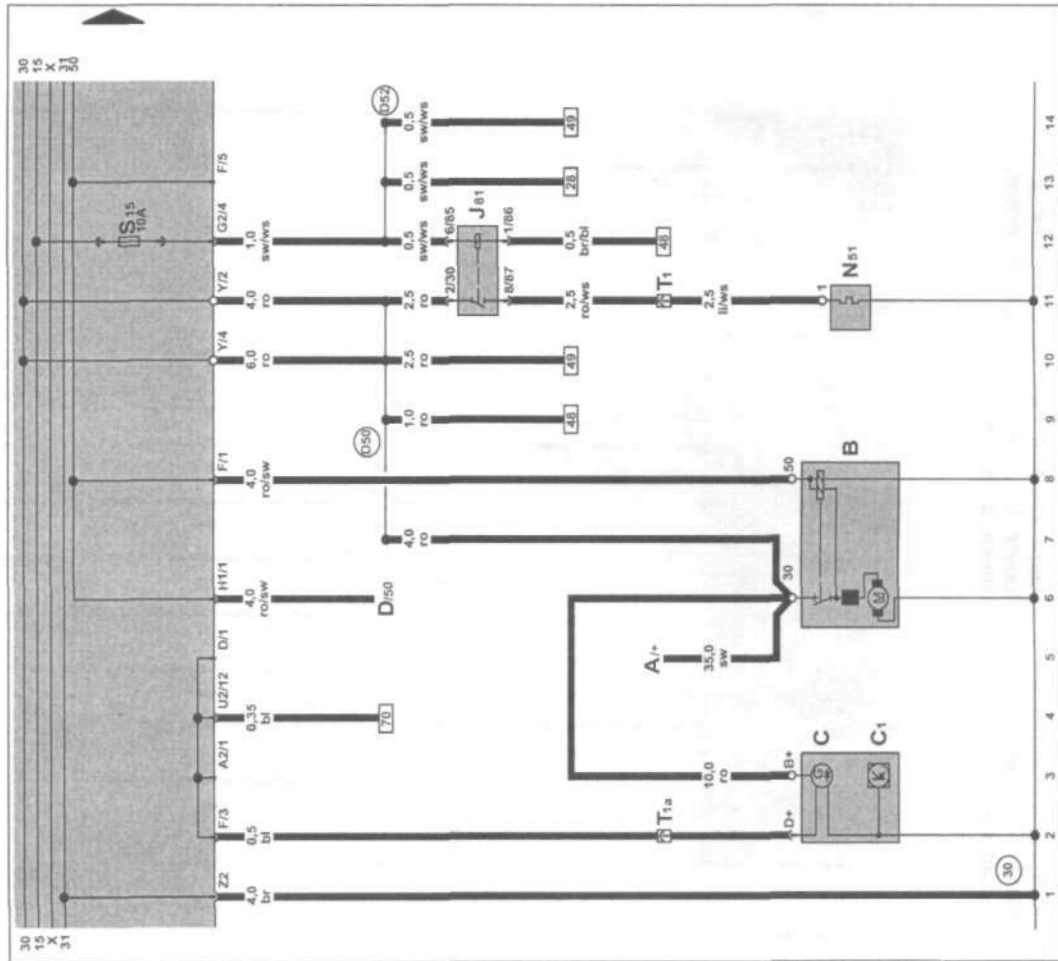 30
15
X
31
30
15
X
31
50
S15
10A
Z2
F/3
A2/1
U2/12
D/1
H1/1
F/1
Y/4
Y/2
G2/4
F/5
4,0
br
0,5
bl
0,35
bl
4,0
ro/sw
4,0
ro/sw
6,0
ro
4,0
ro
1,0
sw/ws
D50
D52
70
D/50
4,0
ro
1,0
ro
2,5
ro
2,5
ro
0,5
sw/ws
0,5
sw/ws
0,5
sw/ws
2/30
6/85
J81
8/87
1/86
48
49
2,5
ro/ws
0,5
br/bl
28
49
T1a
10,0
ro
A/+
35,0
sw
T1
48
2,5
li/ws
D+
B+
30
50
1
C
B
N51
G
K
C1
M
30
1
2
3
4
5
6
7
8
9
10
11
12
13
14